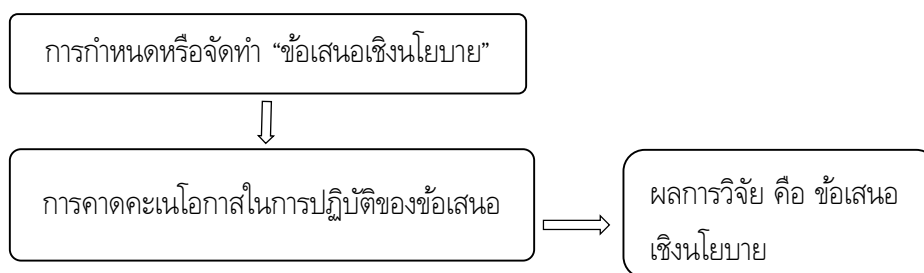 การกำหนดหรือจัดทำ “ข้อเสนอเชิงนโยบาย”
การคาดคะเนโอกาสในการปฏิบัติของข้อเสนอ
ผลการวิจัย คือ ข้อเสนอ
เชิงนโยบาย